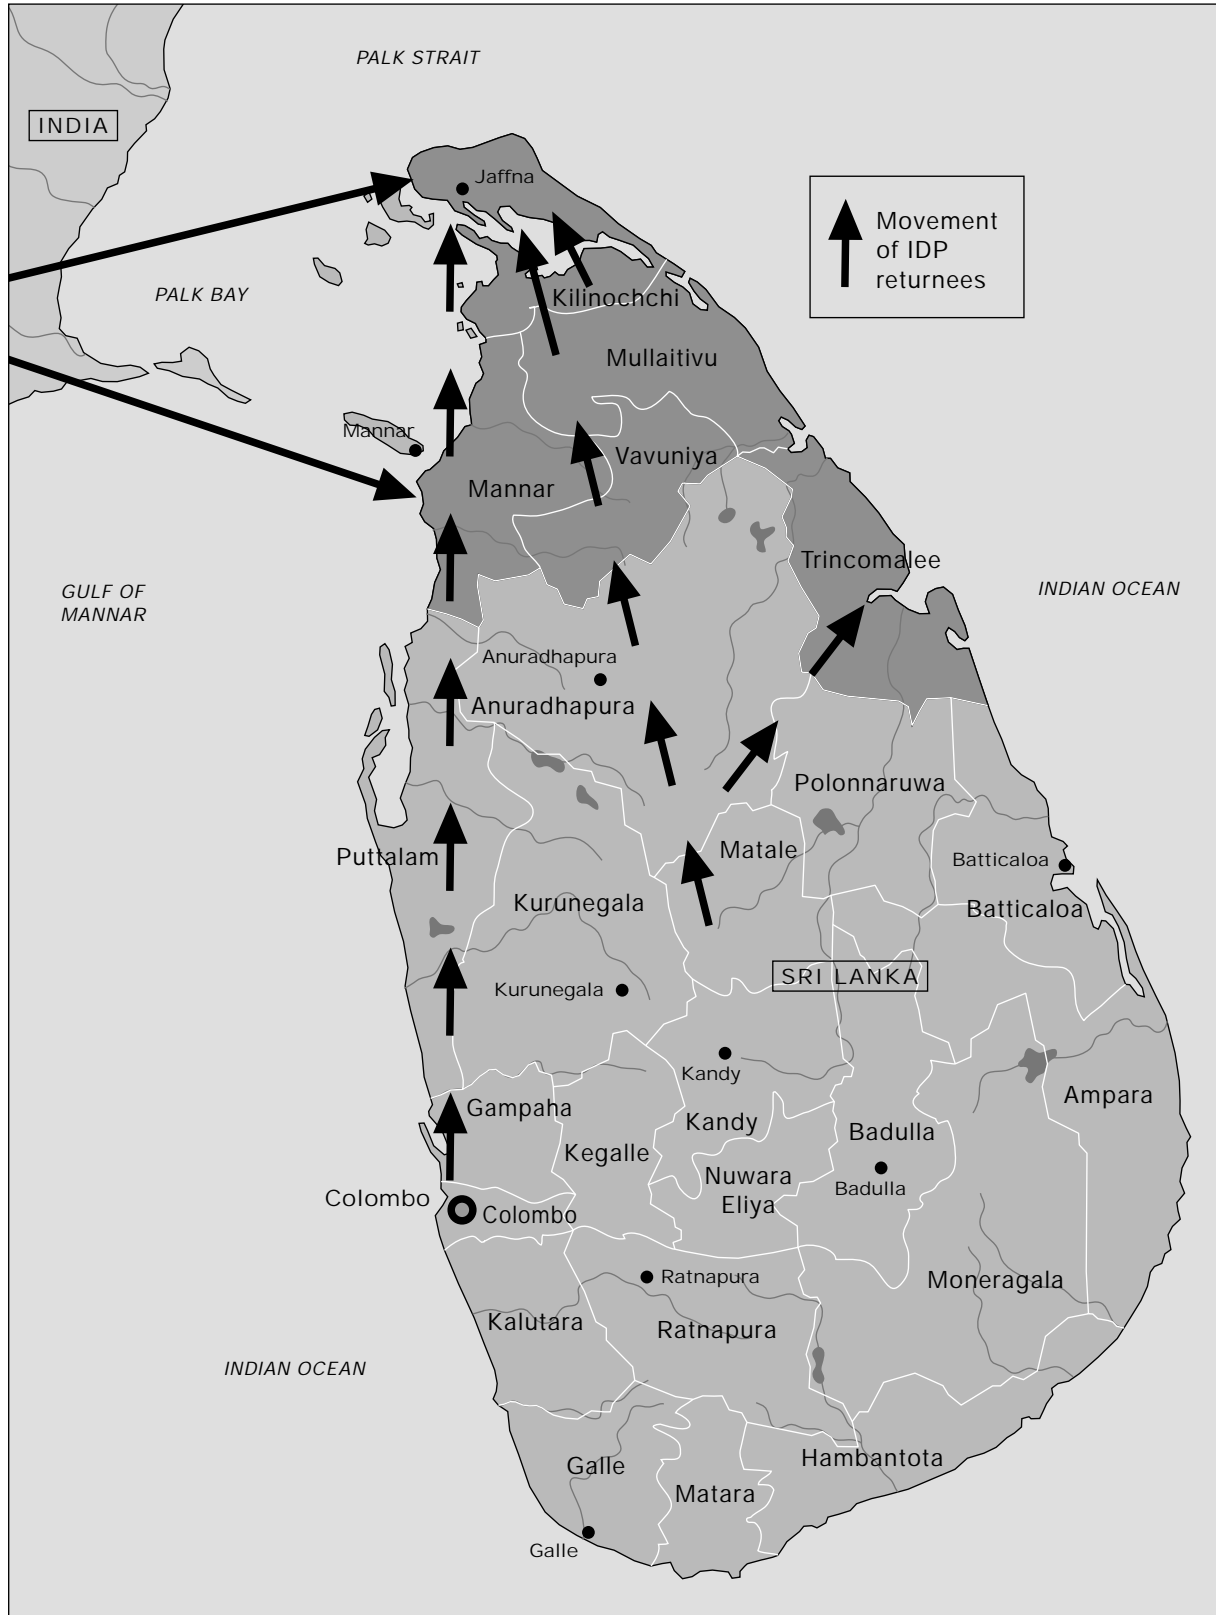 PALK STRAIT
INDIA
Jaffna
Movement
of IDP
returnees
PALK BAY
Kilinochchi
Mullaitivu
Mannar
Vavuniya
Mannar
Trincomalee
GULF OF
MANNAR
INDIAN OCEAN
Anuradhapura
Anuradhapura
Polonnaruwa
Puttalam
Matale
Batticaloa
Kurunegala
Batticaloa
SRI LANKA
Kurunegala
Kandy
Gampaha
Ampara
Kandy
Badulla
Kegalle
Nuwara
Eliya
Badulla
Colombo
Colombo
Ratnapura
Moneragala
Kalutara
Ratnapura
INDIAN OCEAN
Hambantota
Galle
Matara
Galle